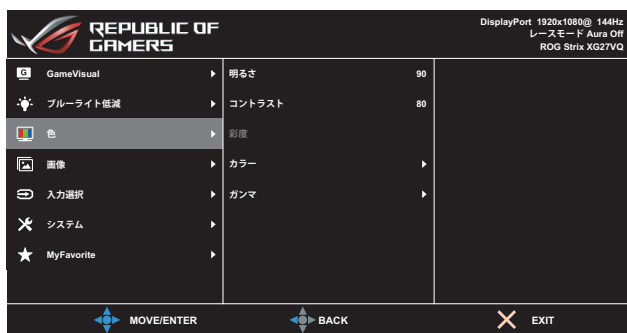 REPUBLIC OF
GAMERS
DisplayPort 1920x1080@ 144Hz
レースモード Aura Off
ROG Strix XG27VQ
G GameVisual
明るさ 90
ブルーライト低減
コントラスト 80
色
彩度
画像
カラー
入力選択
ガンマ
システム
MyFavorite
MOVE/ENTER
BACK
EXIT